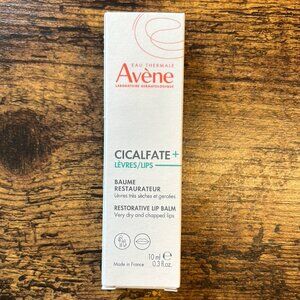 EAU THERMALE
Avène
LABORATOIRE DERMATOLOGIQUE
CICALFATE+
LÈVRES/LIPS
BAUME
RESTAURATEUR
Lèvres très sèches et gercées
RESTORATIVE LIP BALM
Very dry and chapped lips
10 ml e
Made in France
0.3 fl.oz.